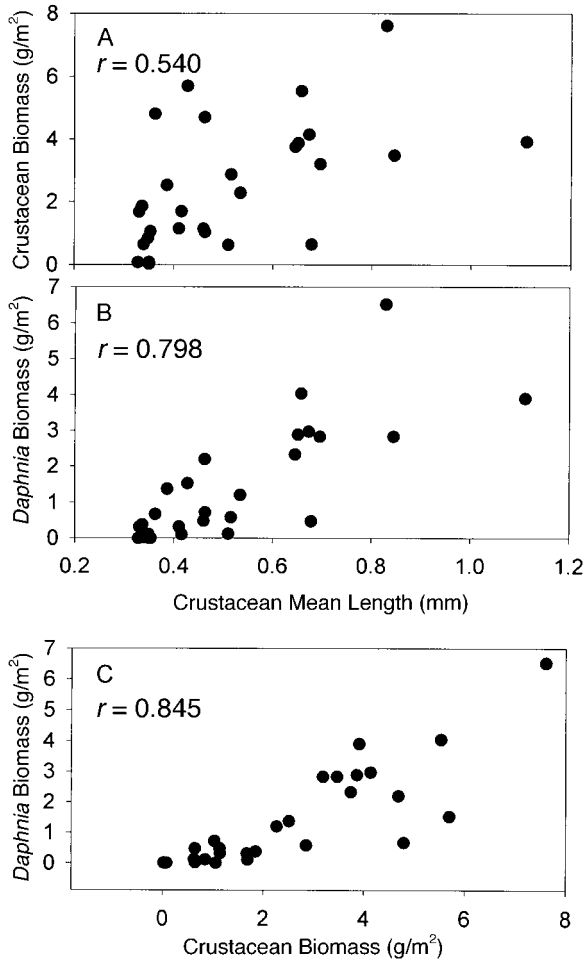 A
r = 0.540
Crustacean Biomass (g/m²)
8
6
4
2
0
B
r = 0.798
Daphnia Biomass (g/m²)
7
6
5
4
3
2
1
0
0.2 0.4 0.6 0.8 1.0 1.2
Crustacean Mean Length (mm)
C
r = 0.845
Daphnia Biomass (g/m²)
7
6
5
4
3
2
1
0
0 2 4 6 8
Crustacean Biomass (g/m²)